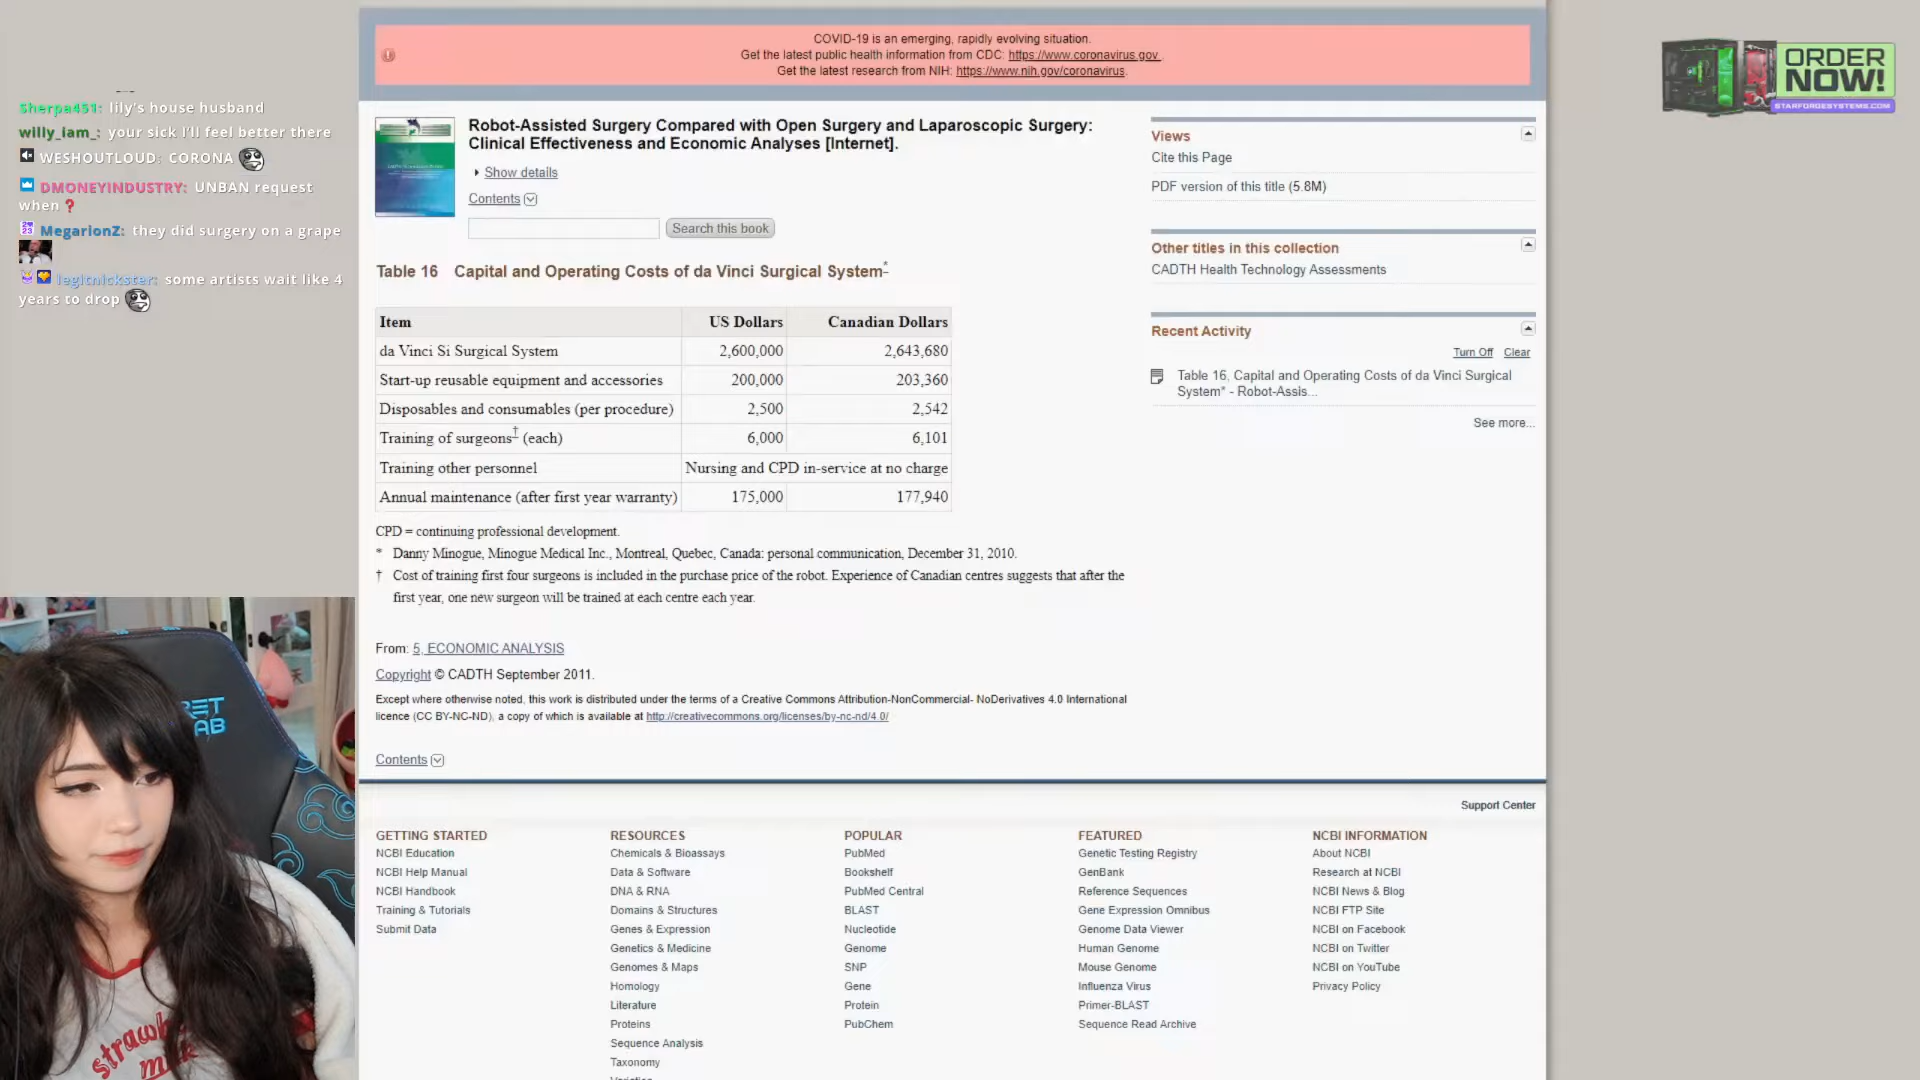 COVID-19 is an emerging, rapidly evolving situation.
Get the latest public health information from CDC: https://www.coronavirus.gov
Get the latest research from NIH: https://www.nih.gov/coronavirus.
ORDER
NOW!
STARFORGESYSTEMS.COM
Sherpa451: lily's house husband
willy_iam_: your sick I'll feel better there
WESHOUTLOUD: CORONA
DMONEYINDUSTRY: UNBAN request
when ?
MegarionZ: they did surgery on a grape
legitnickster: some artists wait like 4
years to drop
Robot-Assisted Surgery Compared with Open Surgery and Laparoscopic Surgery:
Clinical Effectiveness and Economic Analyses [Internet].
Show details
Contents
Search this book
Table 16 Capital and Operating Costs of da Vinci Surgical System*
Item US Dollars Canadian Dollars
da Vinci Si Surgical System 2,600,000 2,643,680
Start-up reusable equipment and accessories 200,000 203,360
Disposables and consumables (per procedure) 2,500 2,542
Training of surgeons† (each) 6,000 6,101
Training other personnel Nursing and CPD in-service at no charge
Annual maintenance (after first year warranty) 175,000 177,940
CPD = continuing professional development.
* Danny Minogue, Minogue Medical Inc., Montreal, Quebec, Canada: personal communication, December 31, 2010.
† Cost of training first four surgeons is included in the purchase price of the robot. Experience of Canadian centres suggests that after the
first year, one new surgeon will be trained at each centre each year.
From: 5, ECONOMIC ANALYSIS
Copyright © CADTH September 2011.
Except where otherwise noted, this work is distributed under the terms of a Creative Commons Attribution-NonCommercial- NoDerivatives 4.0 International
licence (CC BY-NC-ND), a copy of which is available at http://creativecommons.org/licenses/by-nc-nd/4.0/
Contents
Views
Cite this Page
PDF version of this title (5.8M)
Other titles in this collection
CADTH Health Technology Assessments
Recent Activity
Turn Off Clear
Table 16, Capital and Operating Costs of da Vinci Surgical
System* - Robot-Assis...
See more...
Support Center
GETTING STARTED
NCBI Education
NCBI Help Manual
NCBI Handbook
Training & Tutorials
Submit Data
RESOURCES
Chemicals & Bioassays
Data & Software
DNA & RNA
Domains & Structures
Genes & Expression
Genetics & Medicine
Genomes & Maps
Homology
Literature
Proteins
Sequence Analysis
Taxonomy
POPULAR
PubMed
Bookshelf
PubMed Central
BLAST
Nucleotide
Genome
SNP
Gene
Protein
PubChem
FEATURED
Genetic Testing Registry
GenBank
Reference Sequences
Gene Expression Omnibus
Genome Data Viewer
Human Genome
Mouse Genome
Influenza Virus
Primer-BLAST
Sequence Read Archive
NCBI INFORMATION
About NCBI
Research at NCBI
NCBI News & Blog
NCBI FTP Site
NCBI on Facebook
NCBI on Twitter
NCBI on YouTube
Privacy Policy